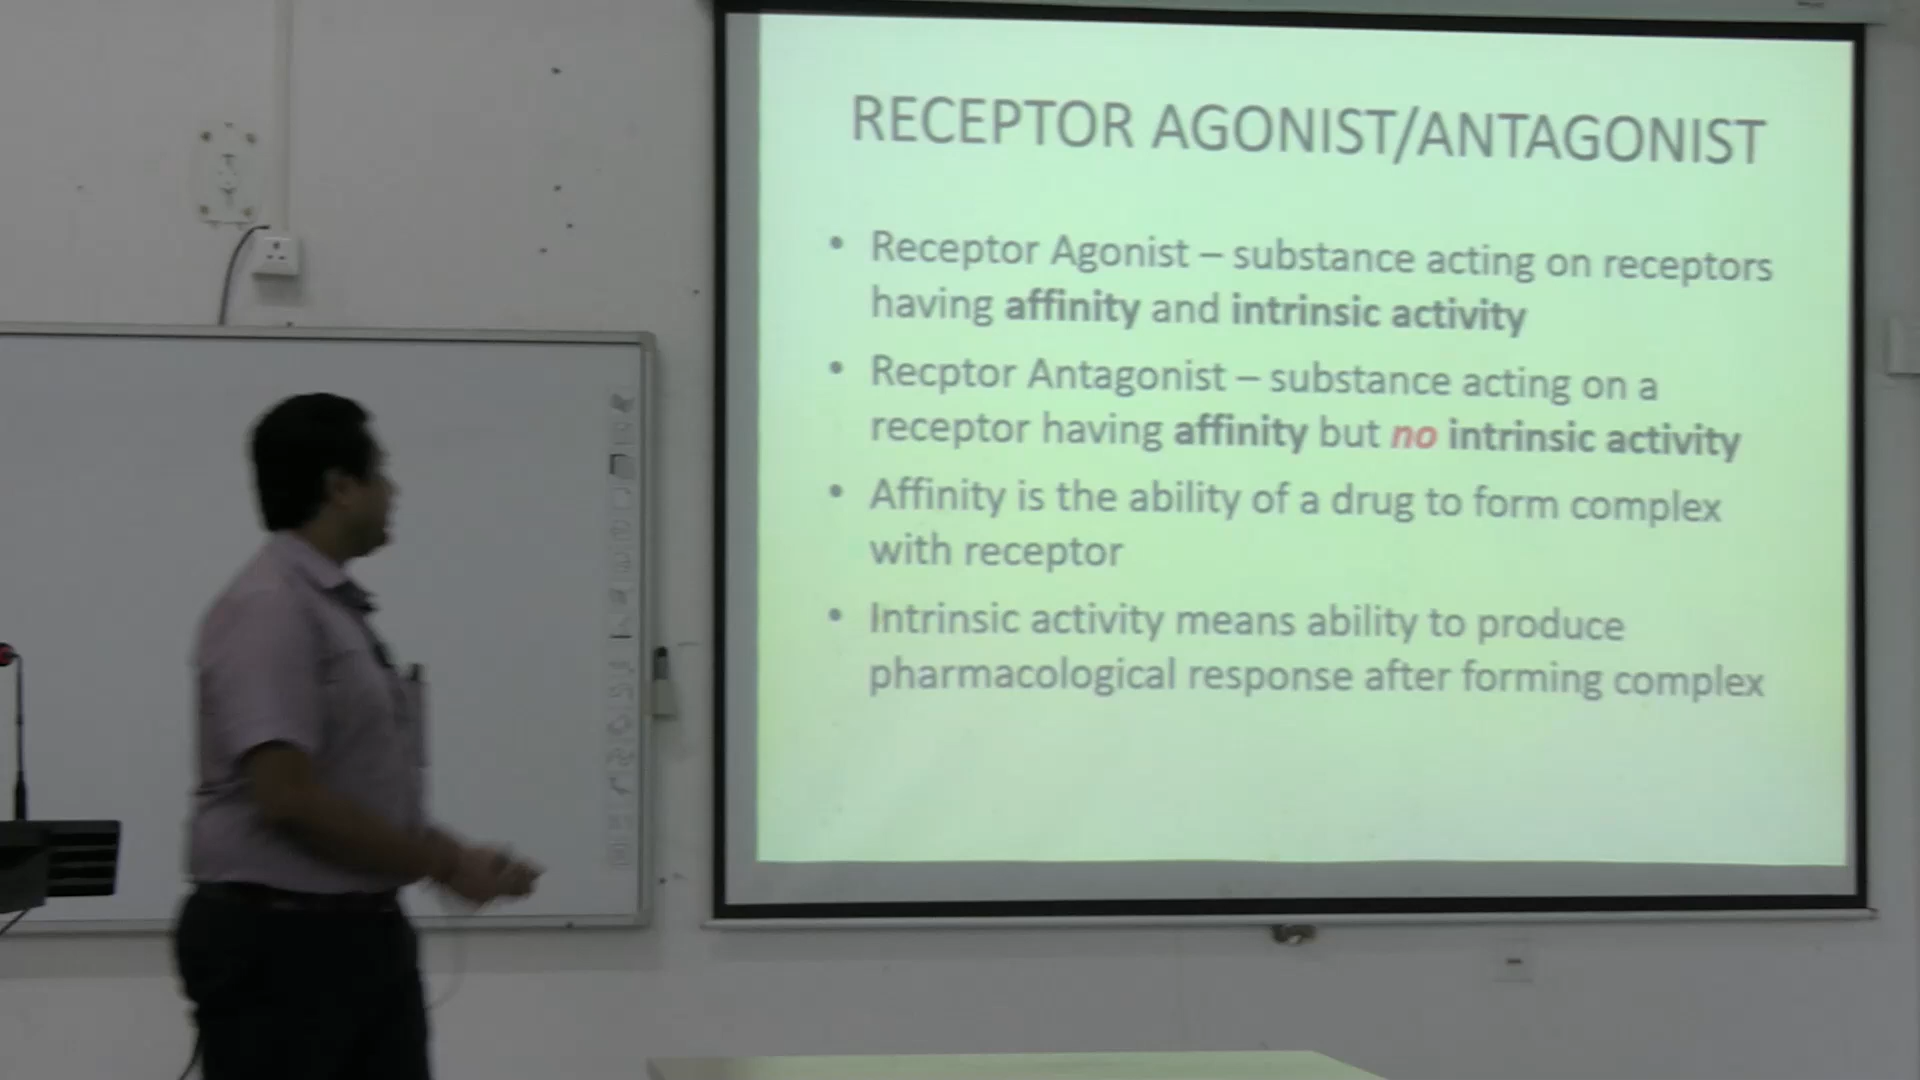 RECEPTOR AGONIST/ANTAGONIST
• Receptor Agonist – substance acting on receptors
having affinity and intrinsic activity
• Recptor Antagonist – substance acting on a
receptor having affinity but no intrinsic activity
• Affinity is the ability of a drug to form complex
with receptor
• Intrinsic activity means ability to produce
pharmacological response after forming complex